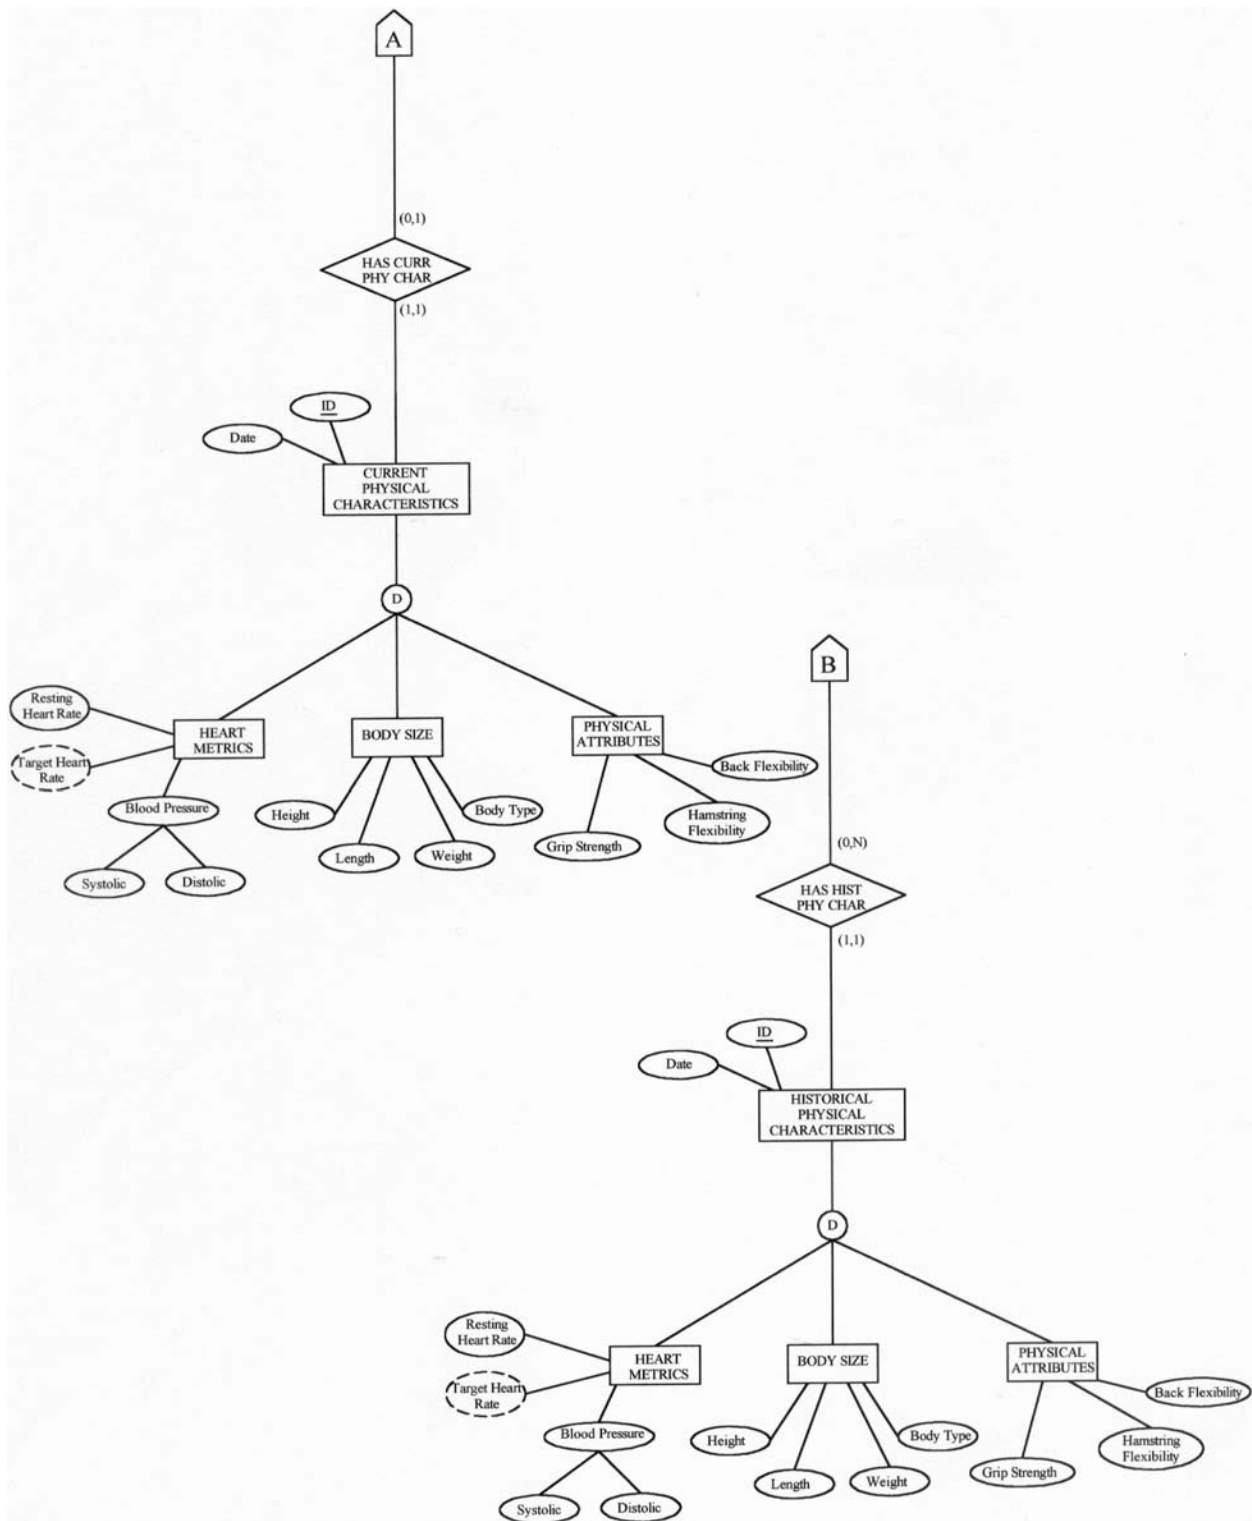 A
(0,1)
HAS CURR
PHY CHAR
(1,1)
ID
Date
CURRENT
PHYSICAL
CHARACTERISTICS
D
Resting
Heart Rate
Target Heart
Rate
HEART
METRICS
BODY SIZE
PHYSICAL
ATTRIBUTES
Blood Pressure
Systolic
Distolic
Height
Length
Weight
Body Type
Grip Strength
Hamstring
Flexibility
Back Flexibility
B
(0,N)
HAS HIST
PHY CHAR
(1,1)
ID
Date
HISTORICAL
PHYSICAL
CHARACTERISTICS
D
Resting
Heart Rate
Target Heart
Rate
HEART
METRICS
BODY SIZE
PHYSICAL
ATTRIBUTES
Blood Pressure
Systolic
Distolic
Height
Length
Weight
Body Type
Grip Strength
Hamstring
Flexibility
Back Flexibility